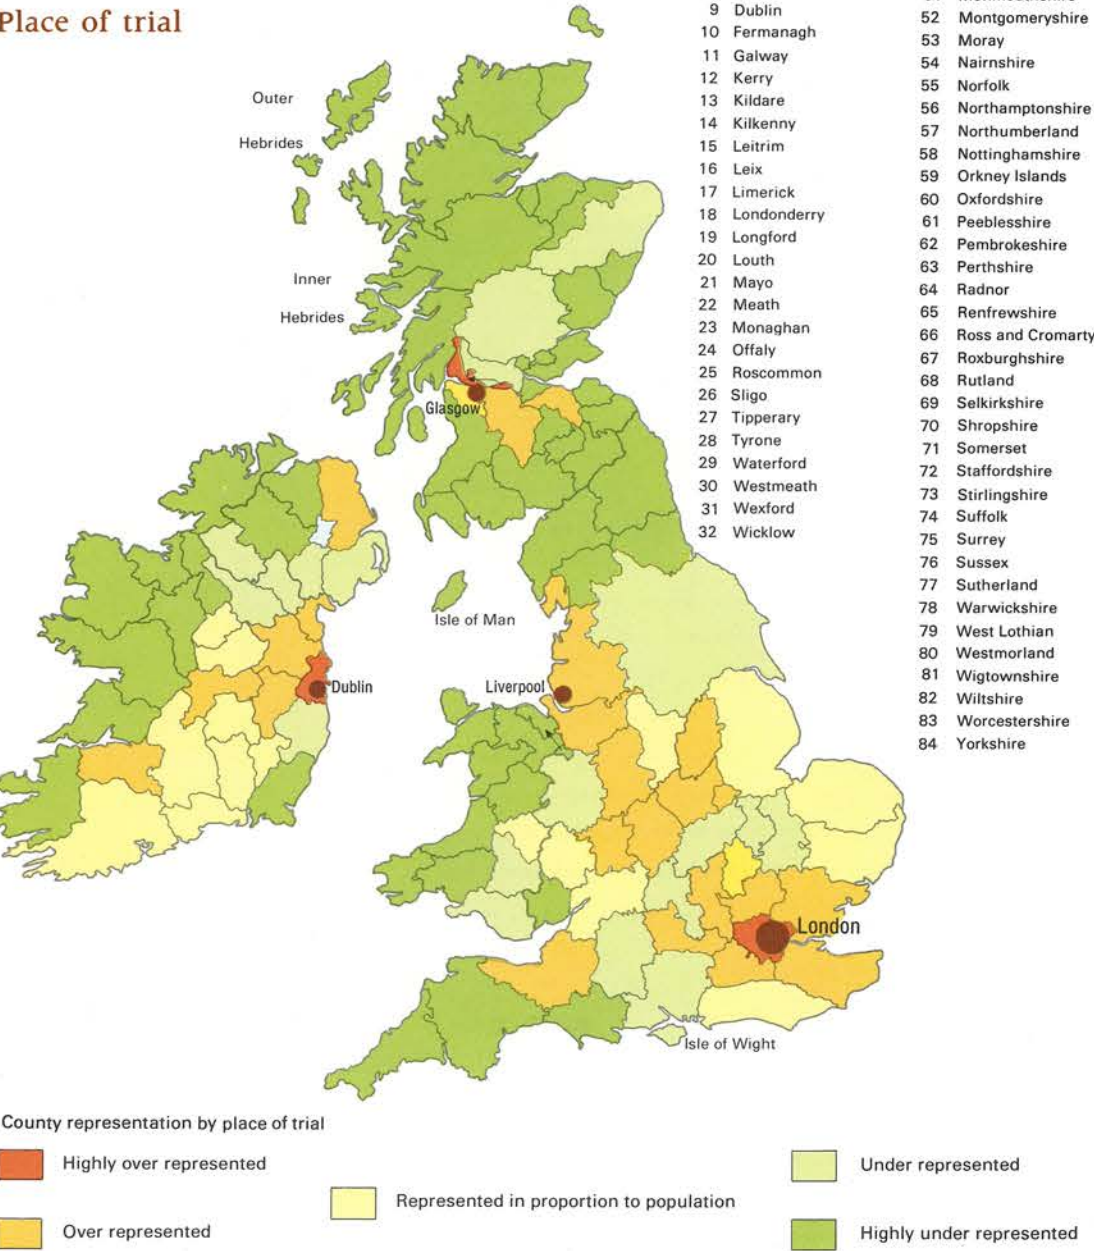 Place of trial
9 Dublin
10 Fermanagh
11 Galway
12 Kerry
13 Kildare
14 Kilkenny
15 Leitrim
16 Leix
17 Limerick
18 Londonderry
19 Longford
20 Louth
21 Mayo
22 Meath
23 Monaghan
24 Offaly
25 Roscommon
26 Sligo
27 Tipperary
28 Tyrone
29 Waterford
30 Westmeath
31 Wexford
32 Wicklow
52 Montgomeryshire
53 Moray
54 Nairnshire
55 Norfolk
56 Northamptonshire
57 Northumberland
58 Nottinghamshire
59 Orkney Islands
60 Oxfordshire
61 Peeblesshire
62 Pembrokeshire
63 Perthshire
64 Radnor
65 Renfrewshire
66 Ross and Cromarty
67 Roxburghshire
68 Rutland
69 Selkirkshire
70 Shropshire
71 Somerset
72 Staffordshire
73 Stirlingshire
74 Suffolk
75 Surrey
76 Sussex
77 Sutherland
78 Warwickshire
79 West Lothian
80 Westmorland
81 Wigtownshire
82 Wiltshire
83 Worcestershire
84 Yorkshire
Outer
Hebrides
Inner
Hebrides
Glasgow
Isle of Man
Dublin
Liverpool
London
Isle of Wight
County representation by place of trial
Highly over represented
Over represented
Represented in proportion to population
Under represented
Highly under represented